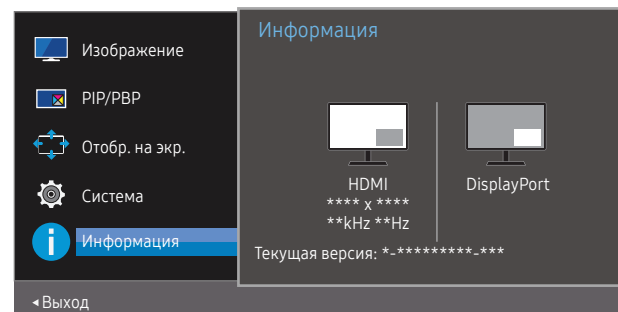 Изображение
PIP/PBP
Отобр. на экр.
Система
Информация
Выход
Информация
HDMI
**** x ****
**kHz **Hz
DisplayPort
Текущая версия: *-*********-***